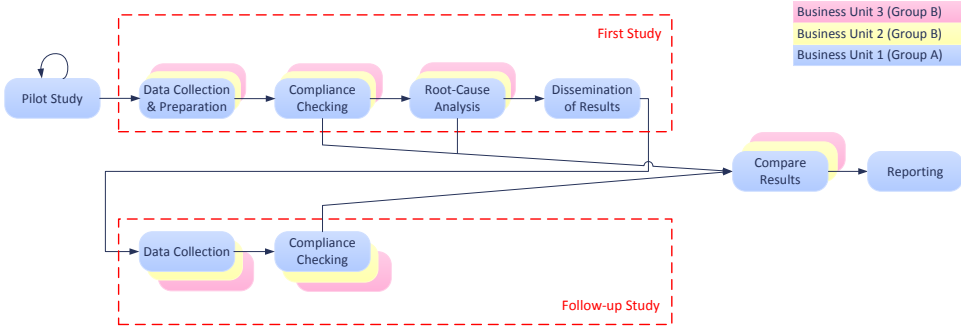 Business Unit 3 (Group B)
Business Unit 2 (Group B)
Business Unit 1 (Group A)
First Study
Pilot Study
Data Collection
& Preparation
Compliance
Checking
Root-Cause
Analysis
Dissemination
of Results
Compare
Results
Reporting
Data Collection
Compliance
Checking
Follow-up Study